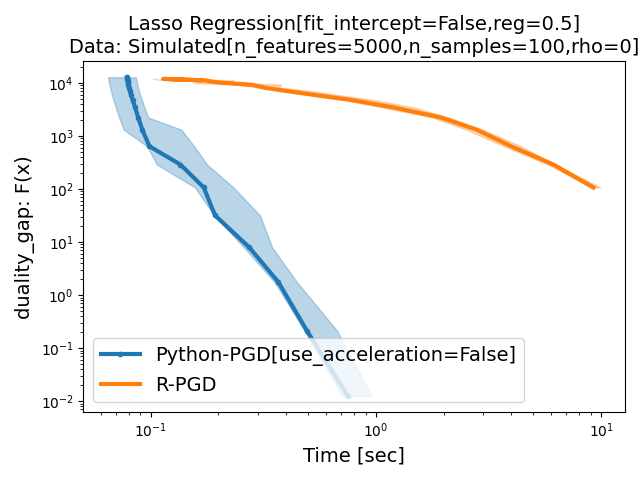 Lasso Regression[fit_intercept=False,reg=0.5]
Data: Simulated[n_features=5000,n_samples=100,rho=0]
duality_gap: F(x)
10⁴
10³
10²
10¹
10⁰
10⁻¹
10⁻²
Python-PGD[use_acceleration=False]
R-PGD
10⁻¹ 10⁰ 10¹
Time [sec]